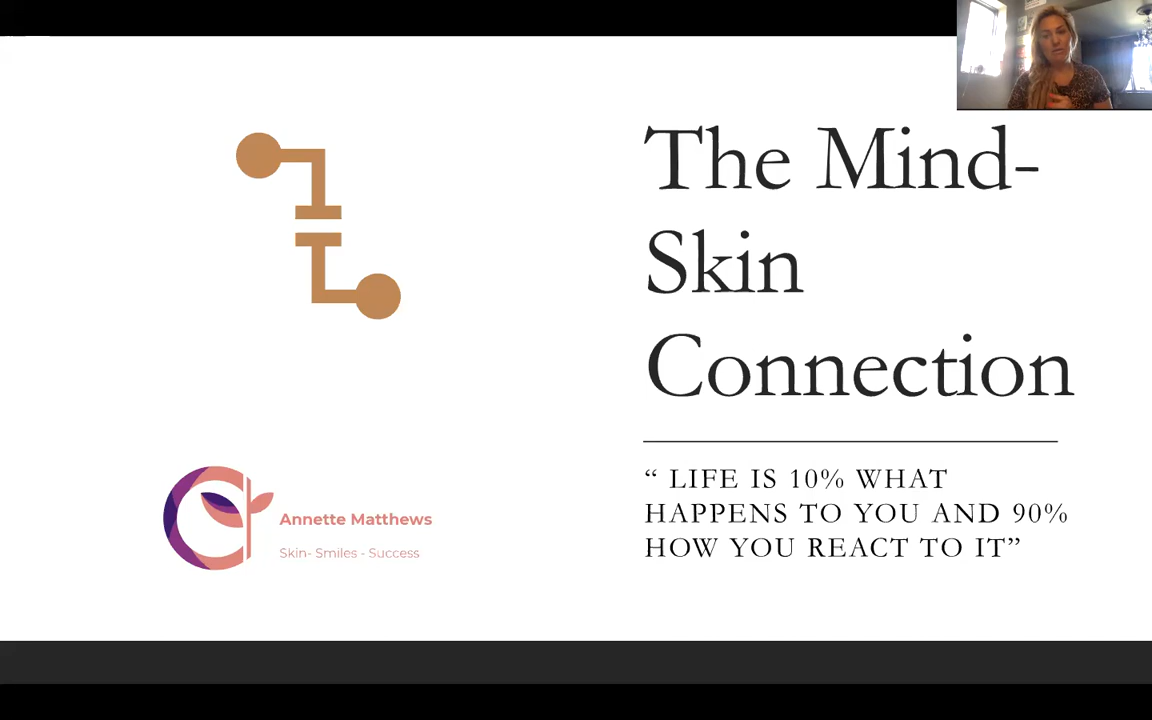 The Mind-
Skin
Connection
“ LIFE IS 10% WHAT
HAPPENS TO YOU AND 90%
HOW YOU REACT TO IT”
Annette Matthews
Skin- Smiles - Success